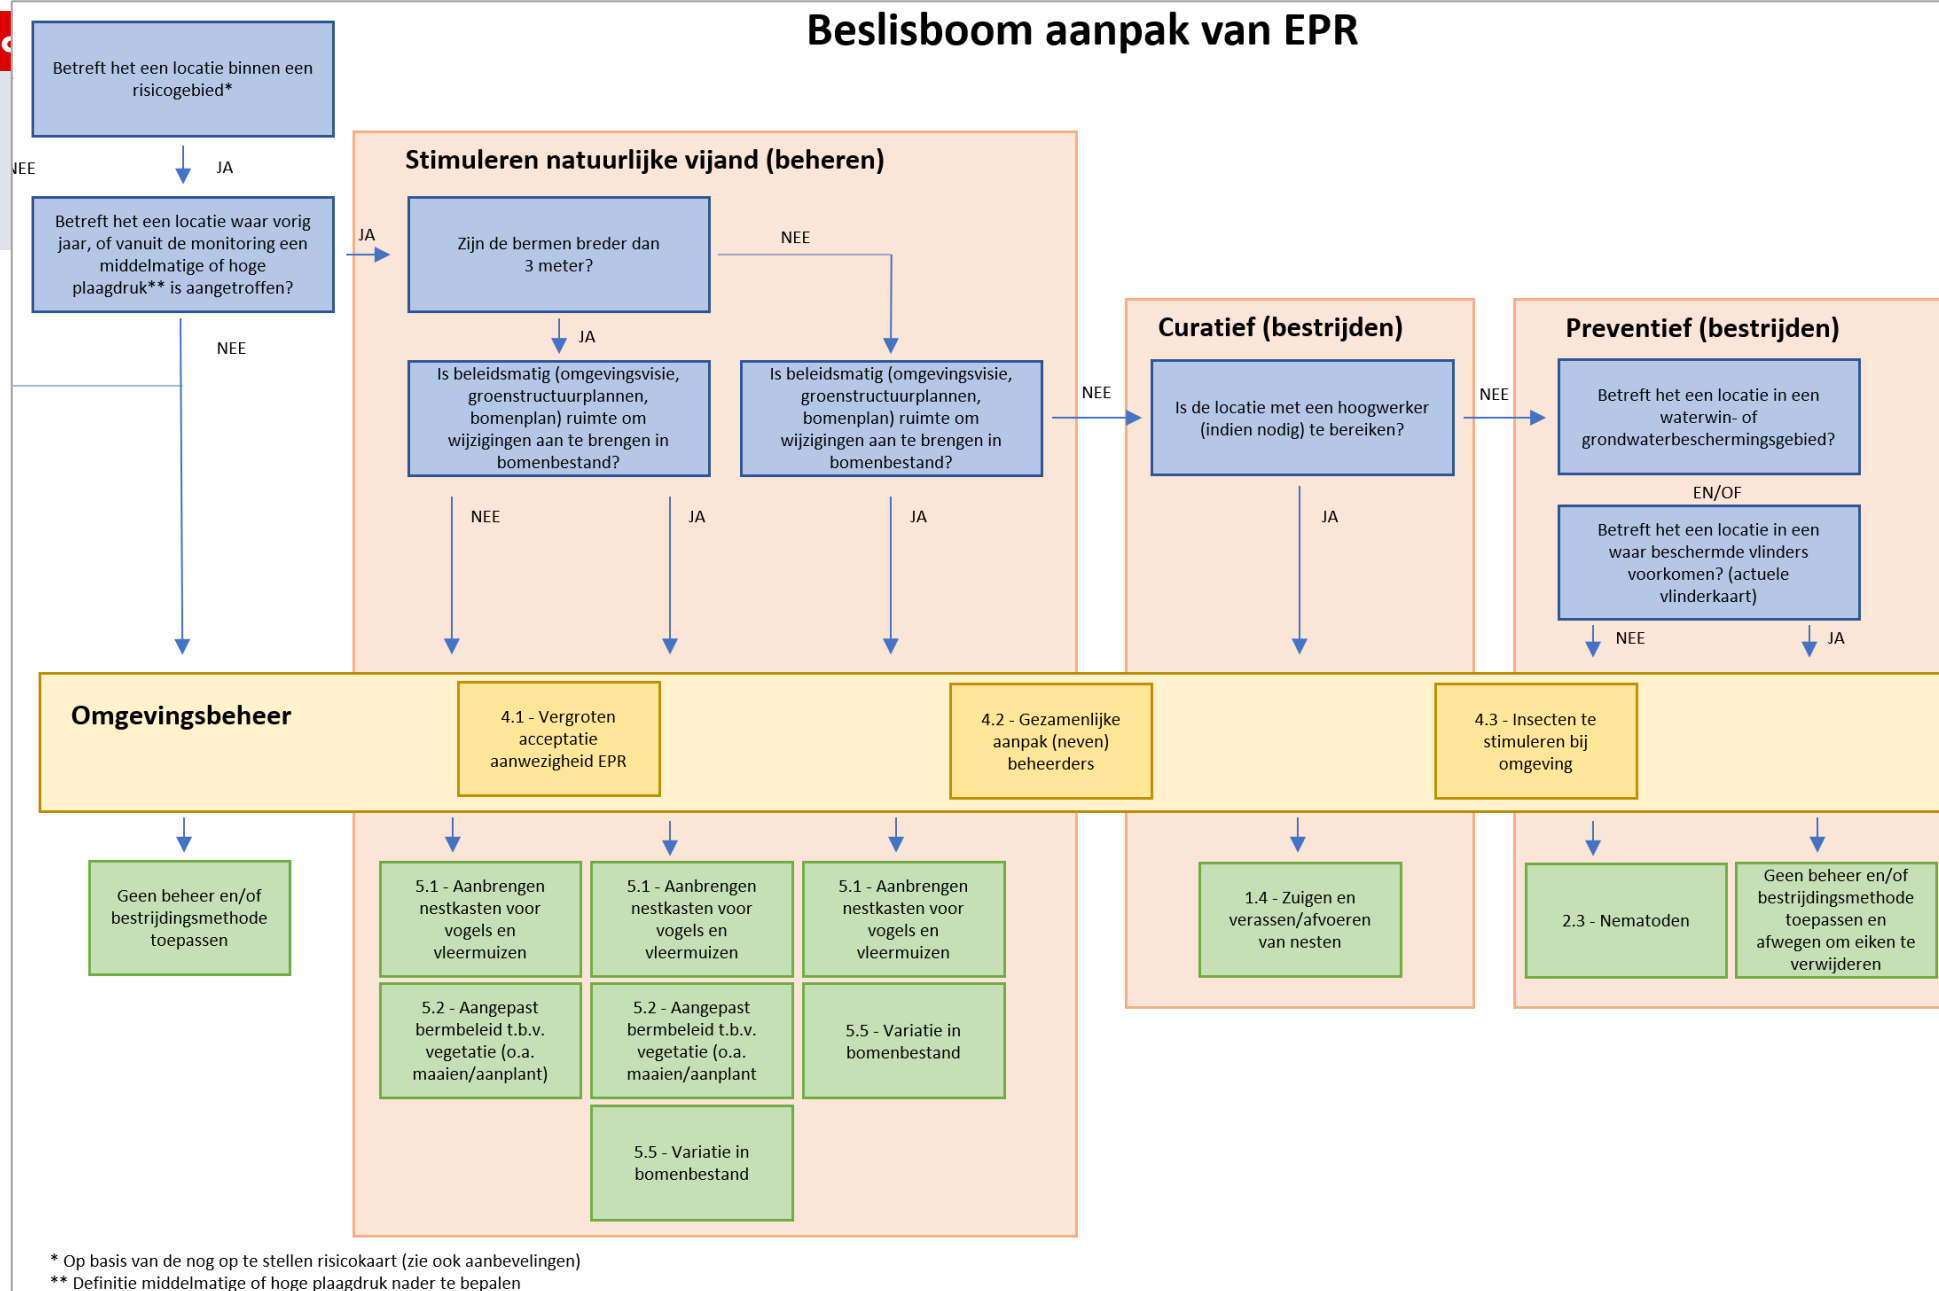 Beslisboom aanpak van EPR
Betreft het een locatie binnen een
risicogebied*
NEE
JA
Betreft het een locatie waar vorig
jaar, of vanuit de monitoring een
middelmatige of hoge
plaagdruk** is aangetroffen?
JA
NEE
Stimuleren natuurlijke vijand (beheren)
Zijn de bermen breder dan
3 meter?
NEE
JA
Is beleidsmatig (omgevingsvisie,
groenstructuurplannen,
bomenplan) ruimte om
wijzigingen aan te brengen in
bomenbestand?
Is beleidsmatig (omgevingsvisie,
groenstructuurplannen,
bomenplan) ruimte om
wijzigingen aan te brengen in
bomenbestand?
NEE
NEE
JA
JA
Curatief (bestrijden)
Is de locatie met een hoogwerker
(indien nodig) te bereiken?
NEE
JA
Preventief (bestrijden)
Betreft het een locatie in een
waterwin- of
grondwaterbeschermingsgebied?
EN/OF
Betreft het een locatie in een
waar beschermde vlinders
voorkomen? (actuele
vlinderkaart)
NEE
JA
Omgevingsbeheer
4.1 - Vergroten
acceptatie
aanwezigheid EPR
4.2 - Gezamenlijke
aanpak (neven)
beheerders
4.3 - Insecten te
stimuleren bij
omgeving
Geen beheer en/of
bestrijdingsmethode
toepassen
5.1 - Aanbrengen
nestkasten voor
vogels en
vleermuizen
5.2 - Aangepast
bermbeleid t.b.v.
vegetatie (o.a.
maaien/aanplant)
5.1 - Aanbrengen
nestkasten voor
vogels en
vleermuizen
5.2 - Aangepast
bermbeleid t.b.v.
vegetatie (o.a.
maaien/aanplant
5.5 - Variatie in
bomenbestand
5.1 - Aanbrengen
nestkasten voor
vogels en
vleermuizen
5.5 - Variatie in
bomenbestand
1.4 - Zuigen en
verassen/afvoeren
van nesten
2.3 - Nematoden
Geen beheer en/of
bestrijdingsmethode
toepassen en
afwegen om eiken te
verwijderen
* Op basis van de nog op te stellen risicokaart (zie ook aanbevelingen)
** Definitie middelmatige of hoge plaagdruk nader te bepalen